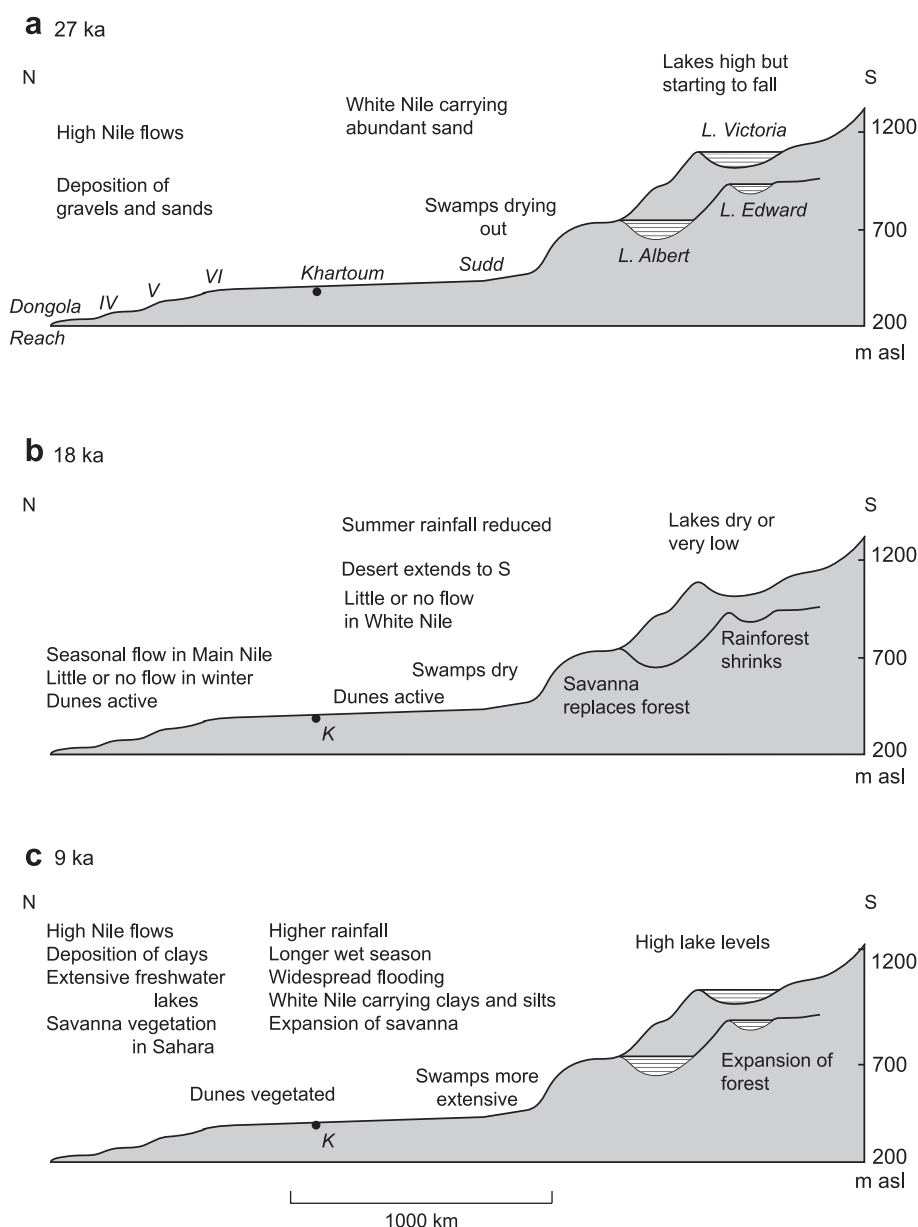 a 27 ka
N
S
Lakes high but
starting to fall
White Nile carrying
abundant sand
High Nile flows
L. Victoria
1200
Deposition of
gravels and sands
Swamps drying
out
L. Edward
700
L. Albert
Sudd
Khartoum
VI
V
IV
Dongola
Reach
200
m asl
b 18 ka
N
S
Summer rainfall reduced
Lakes dry or
very low
1200
Desert extends to S
Little or no flow
in White Nile
Rainforest
shrinks
Seasonal flow in Main Nile
Little or no flow in winter
Dunes active
Swamps dry
700
Dunes active
Savanna
replaces forest
K
200
m asl
c 9 ka
N
S
High Nile flows
Deposition of clays
Extensive freshwater
lakes
Savanna vegetation
in Sahara
Higher rainfall
Longer wet season
Widespread flooding
White Nile carrying clays and silts
Expansion of savanna
High lake levels
1200
Dunes vegetated
Swamps more
extensive
Expansion of
forest
700
K
200
m asl
1000 km